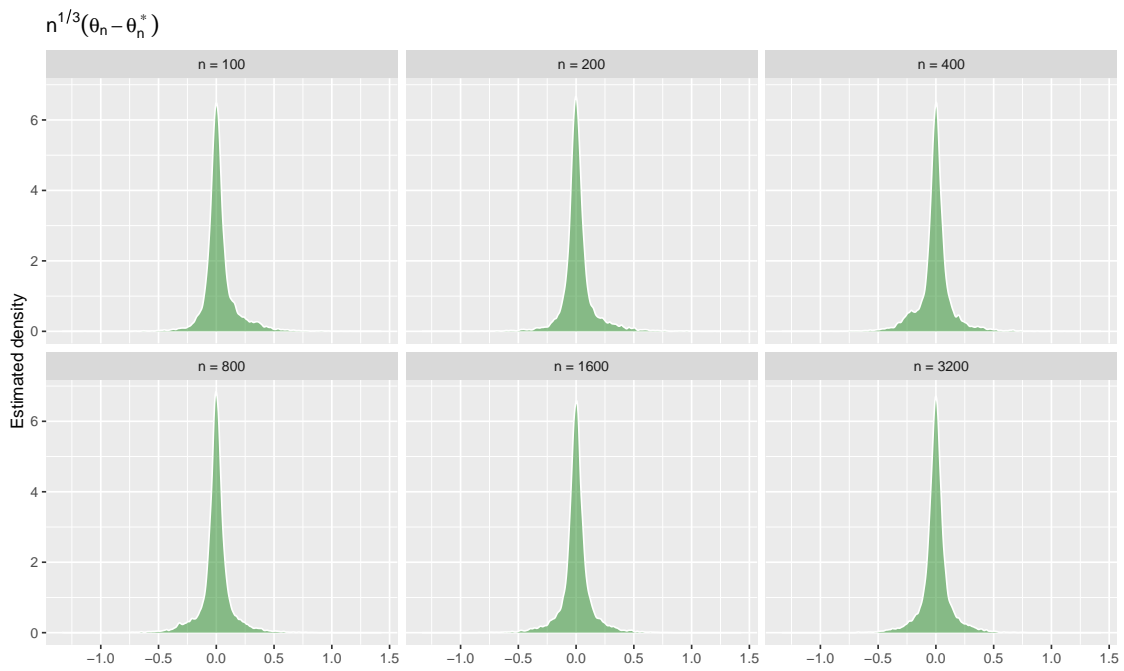 n^{1/3}(θ_n − θ_n^*)
n = 100
n = 200
n = 400
6
4
2
0
Estimated density
n = 800
n = 1600
n = 3200
6
4
2
0
−1.0 −0.5 0.0 0.5 1.0 1.5
−1.0 −0.5 0.0 0.5 1.0 1.5
−1.0 −0.5 0.0 0.5 1.0 1.5